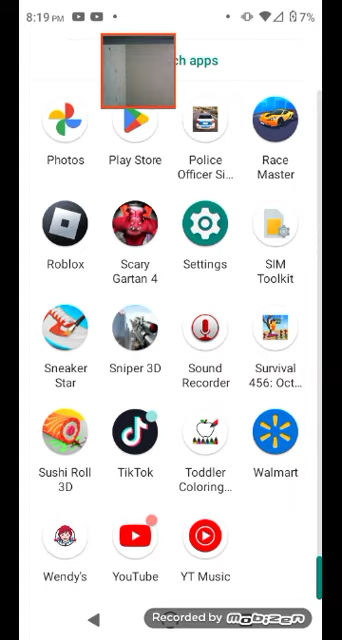 8:19 PM
7%
ch apps
Photos
Play Store
Police
Officer Si...
Race
Master
Roblox
Scary
Gartan 4
Settings
SIM
Toolkit
Sneaker
Star
Sniper 3D
Sound
Recorder
Survival
456: Oct...
Sushi Roll
3D
TikTok
Toddler
Coloring...
Walmart
Wendy's
YouTube
YT Music
Recorded by mobizen